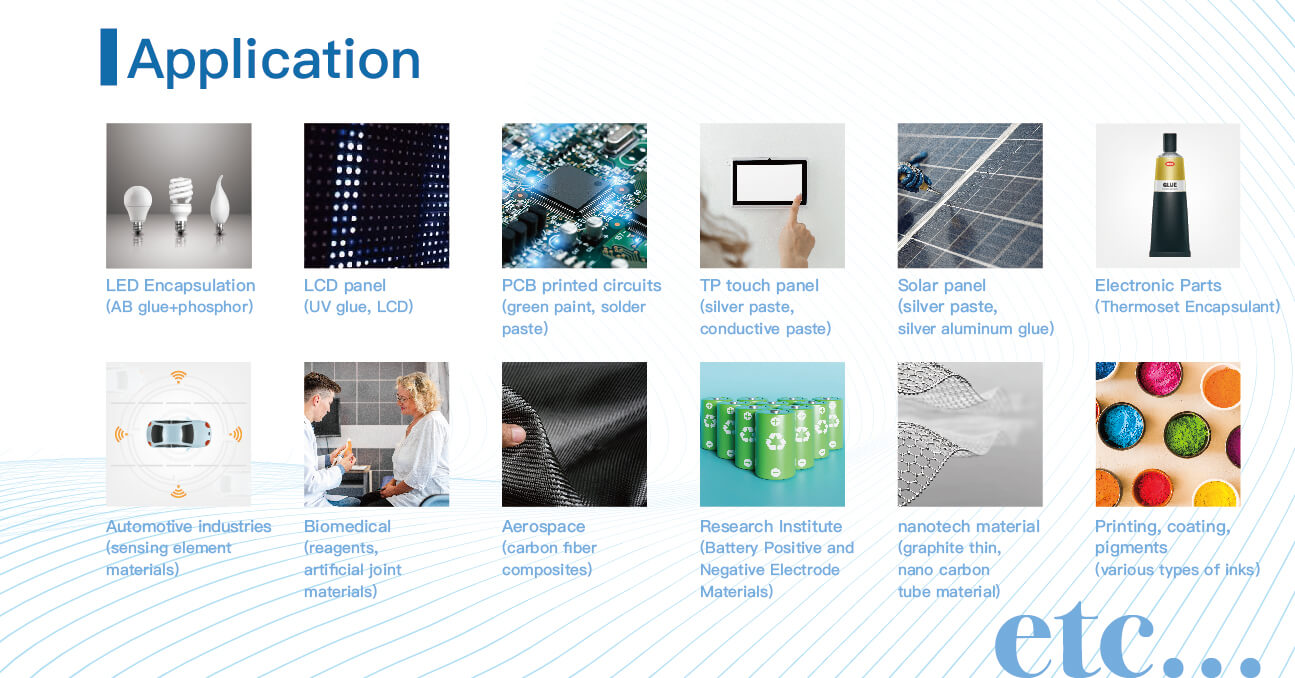 Application
LED Encapsulation
(AB glue+phosphor)
LCD panel
(UV glue, LCD)
PCB printed circuits
(green paint, solder
paste)
TP touch panel
(silver paste,
conductive paste)
Solar panel
(silver paste,
silver aluminum glue)
GLUE
Electronic Parts
(Thermoset Encapsulant)
Automotive industries
(sensing element
materials)
Biomedical
(reagents,
artificial joint
materials)
Aerospace
(carbon fiber
composites)
Research Institute
(Battery Positive and
Negative Electrode
Materials)
nanotech material
(graphite thin,
nano carbon
tube material)
Printing, coating,
pigments
(various types of inks)
etc...